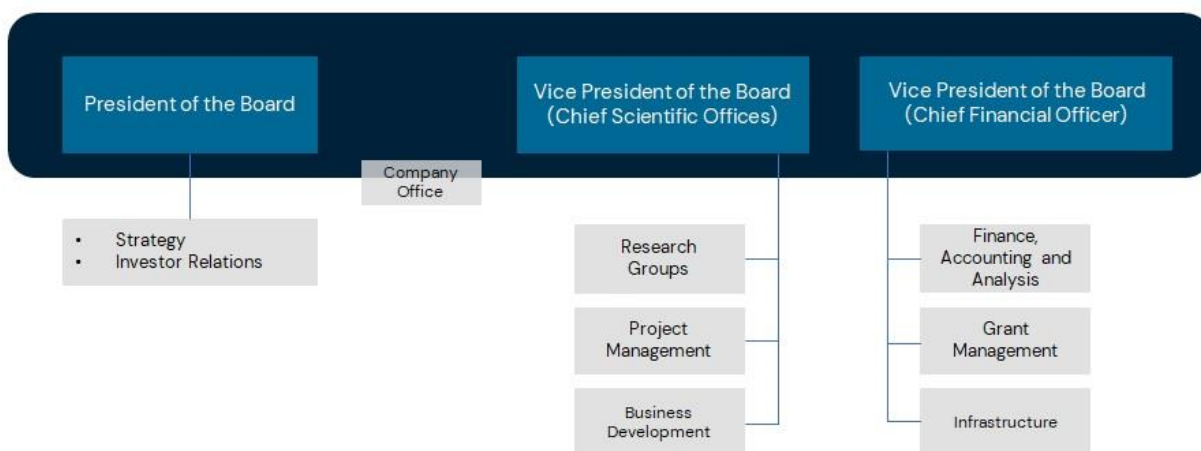 President of the Board
Vice President of the Board
(Chief Scientific Offices)
Vice President of the Board
(Chief Financial Officer)
Company
Office
• Strategy
• Investor Relations
Research
Groups
Project
Management
Business
Development
Finance,
Accounting and
Analysis
Grant
Management
Infrastructure